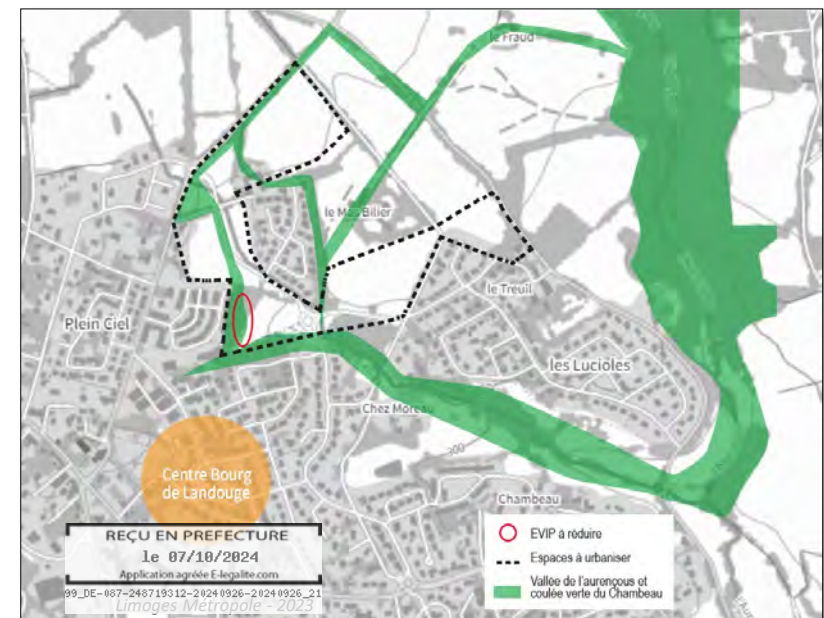 le Fraud
le Mas Bilier
le Treuil
Plein Ciel
les Lucioles
Chez Moreau
300
Centre Bourg
de Landouge
Chambeau
REÇU EN PREFECTURE
le 07/10/2024
Application agréée E-legalite.com
99_DE-087-248719312-20240926-20240926_21
Limoges Métropole - 2023
EVIP à réduire
Espaces à urbaniser
Vallée de l'aurençous et
coulée verte du Chambeau